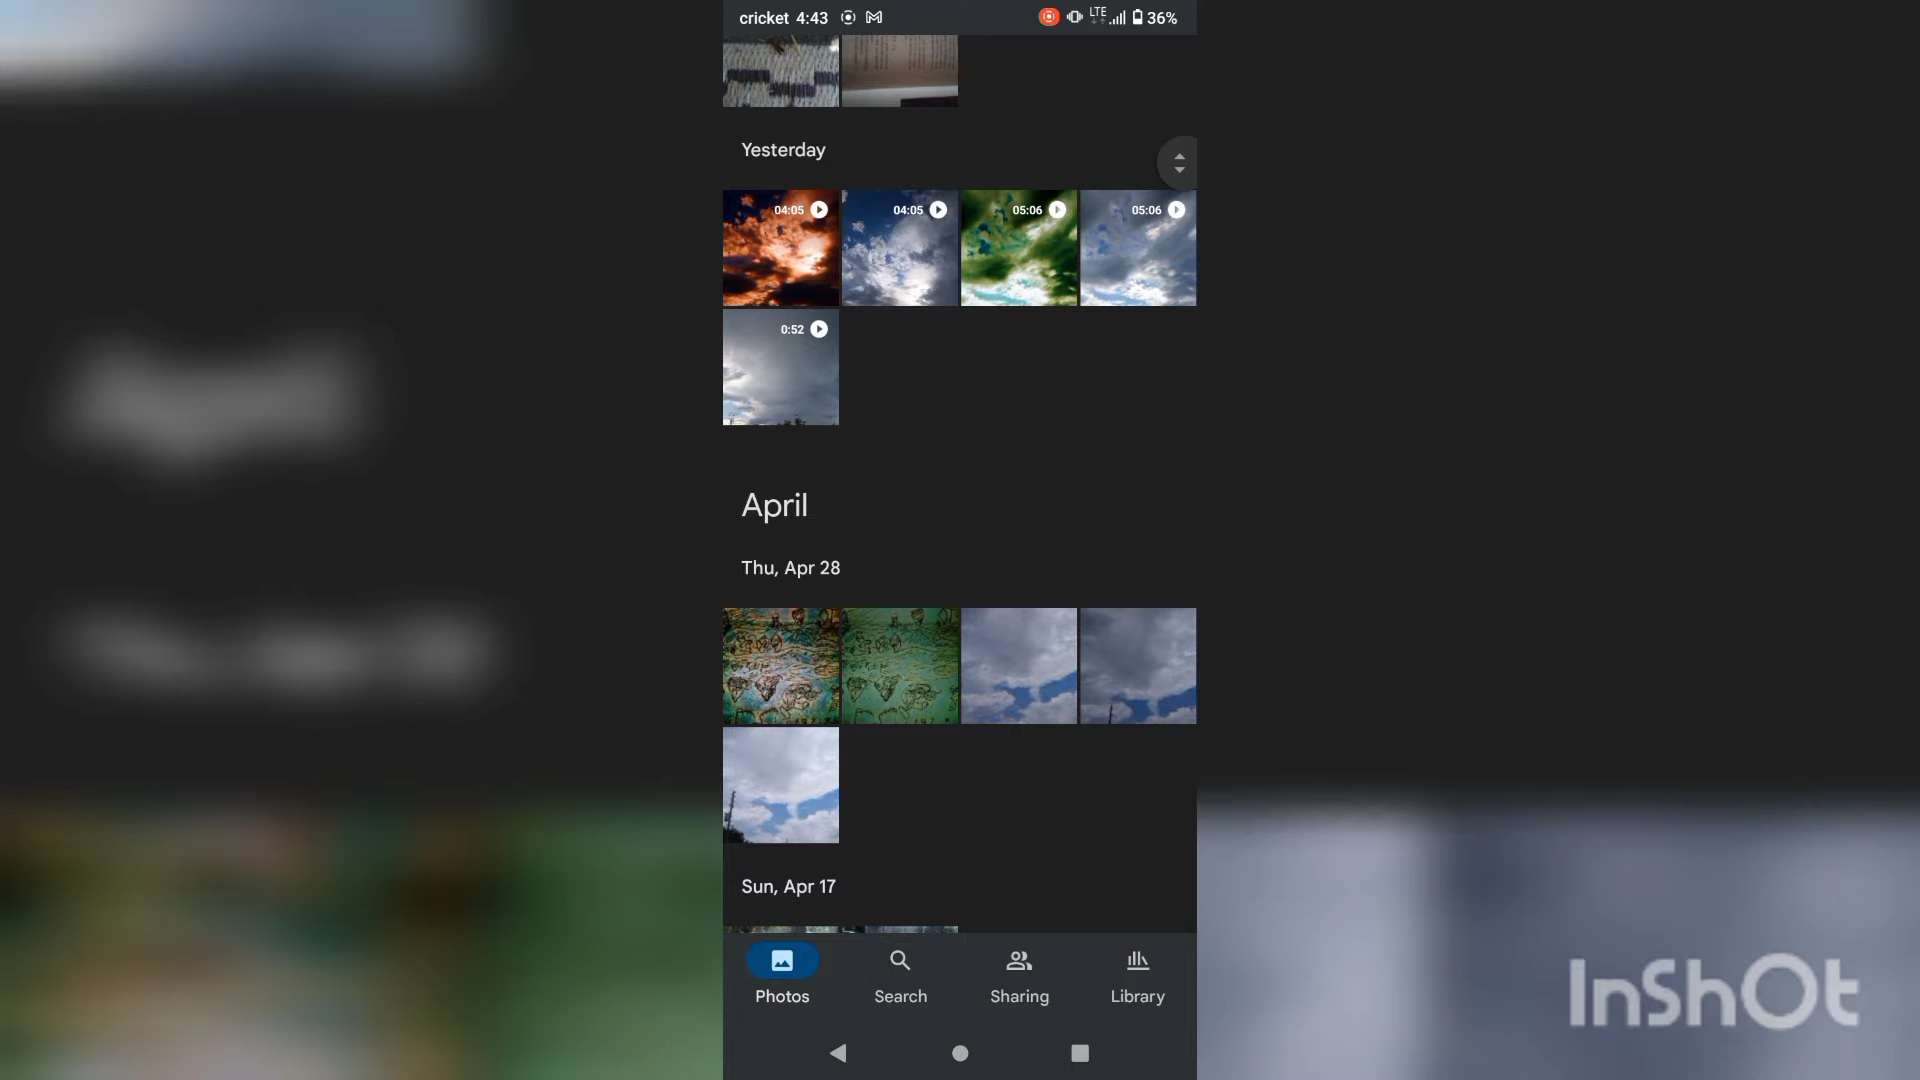 cricket 4:43 LTE 36%
Yesterday
04:05 04:05 05:06 05:06
0:52
April
Thu, Apr 28
Sun, Apr 17
Photos Search Sharing Library
InShOt